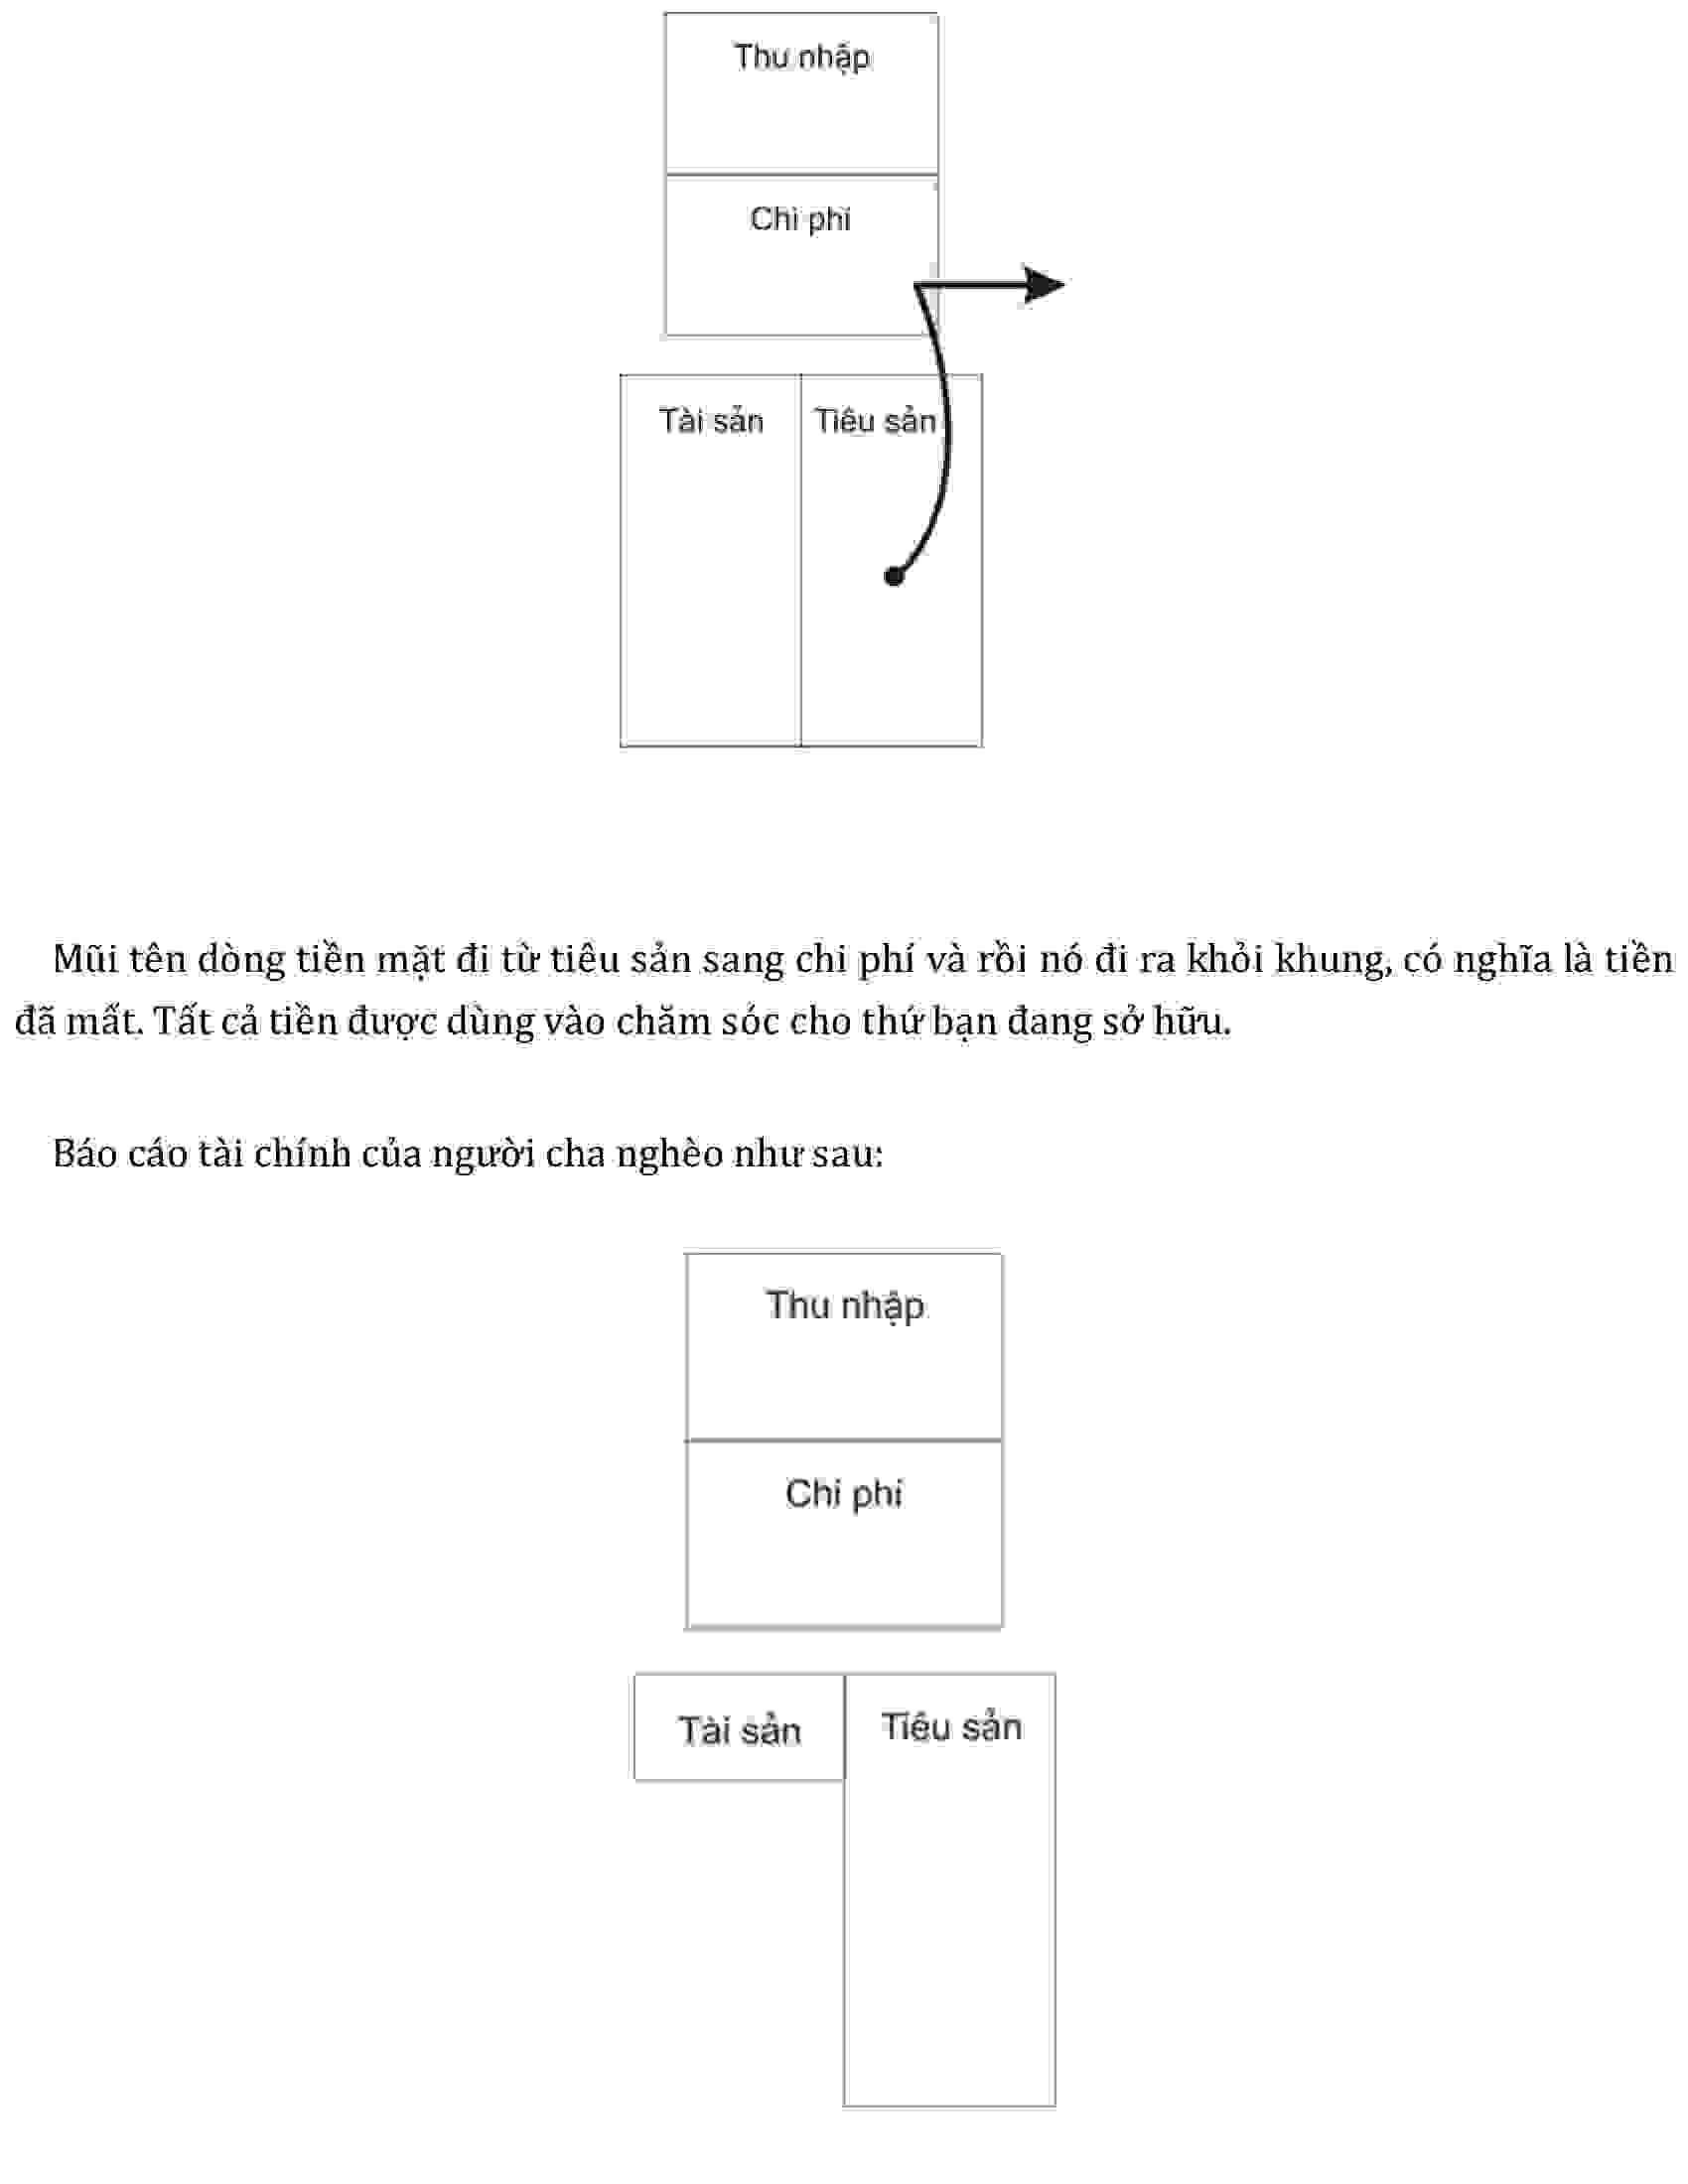 Thu nhập
Chi phí
Tài sản Tiêu sản
Mũi tên dòng tiền mặt đi từ tiêu sản sang chi phí và rồi nó đi ra khỏi khung, có nghĩa là tiền
đã mất. Tất cả tiền được dùng vào chăm sóc cho thứ bạn đang sở hữu.
Báo cáo tài chính của người cha nghèo như sau:
Thu nhập
Chi phí
Tài sản Tiêu sản